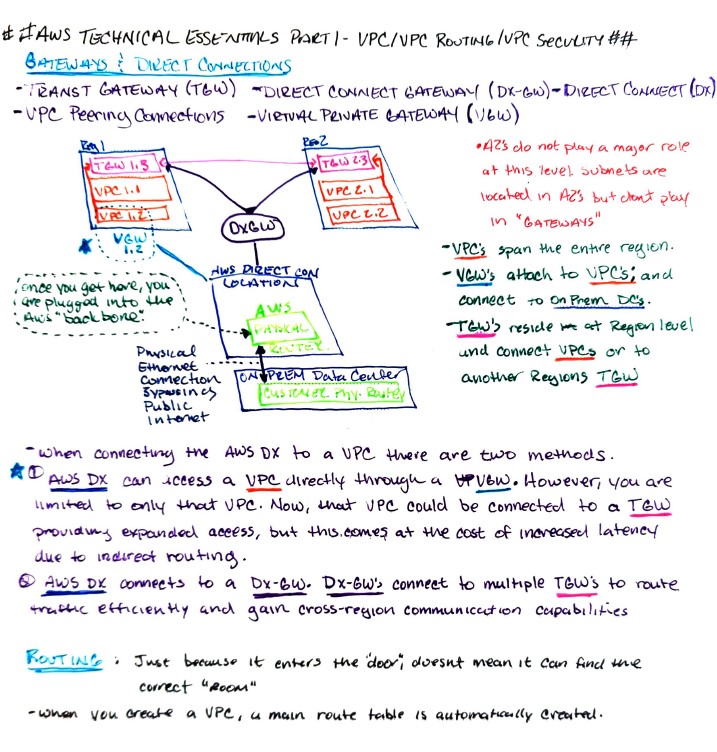 # #AWS TECHNICAL ESSENTIALS PART 1 - VPC/VPC ROUTING/VPC SECURITY ##
GATEWAYS & DIRECT CONNECTIONS
- TRANSIT GATEWAY (TGW) - DIRECT CONNECT GATEWAY (DX-GW) - DIRECT CONNECT (DX)
- VPC Peering Connections - VIRTUAL PRIVATE GATEWAY (VGW)
Reg 1
TGW 1.3
VPC 1.1
VPC 1.2
VGW
1.2
Reg 2
TGW 2.3
VPC 2.1
VPC 2.2
DXGW
• AZ's do not play a major role
at this level. Subnets are
located in AZ's but dont play
in "GATEWAYS"
- VPC's span the entire region.
- VGW's attach to VPC's; and
connect to on Prem DC's.
- TGW's reside at Region level
and connect VPCs or to
another Regions TGW
once you get here, you
are plugged into the
AWS "backbone"
AWS DIRECT CON
LOCATION
AWS
PHYSICAL
ROUTER
Physical
Ethernet
Connection
Bypassing
Public
Internet
ON PREM Data Center
CUSTOMER Phy. Router
- When connecting the AWS DX to a VPC there are two methods.
① AWS DX can access a VPC directly through a VGW. However, you are
limited to only that VPC. Now, that VPC could be connected to a TGW
providing expanded access, but this comes at the cost of increased latency
due to indirect routing.
② AWS DX connects to a DX-GW. DX-GW's connect to multiple TGW's to route
traffic efficiently and gain cross-region communication capabilities
ROUTING: Just because it enters the "door", doesnt mean it can find the
correct "ROOM"
- When you create a VPC, a main route table is automatically created.